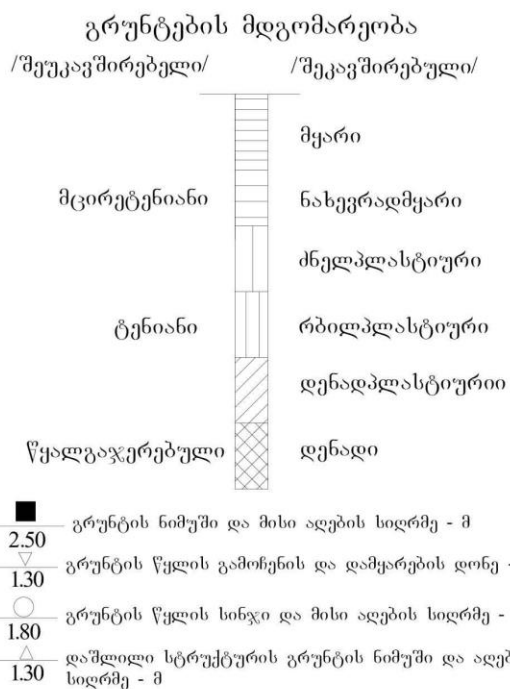 გრუნტების მდგომარეობა
/შეუკავშირებელი/ /შეკავშირებული/
მყარი
მცირეტენიანი ნახევრადმყარი
ძნელპლასტიური
ტენიანი რბილპლასტიური
დენადპლასტიურიი
წყალგაჯერებული დენადი
გრუნტის ნიმუში და მისი აღების სიღრმე - მ
2.50
გრუნტის წყლის გამოჩენის და დამყარების დონე -
1.30
გრუნტის წყლის სინჯი და მისი აღების სიღრმე -
1.80
დაშლილი სტრუქტურის გრუნტის ნიმუში და აღებ
1.30 სიღრმე - მ